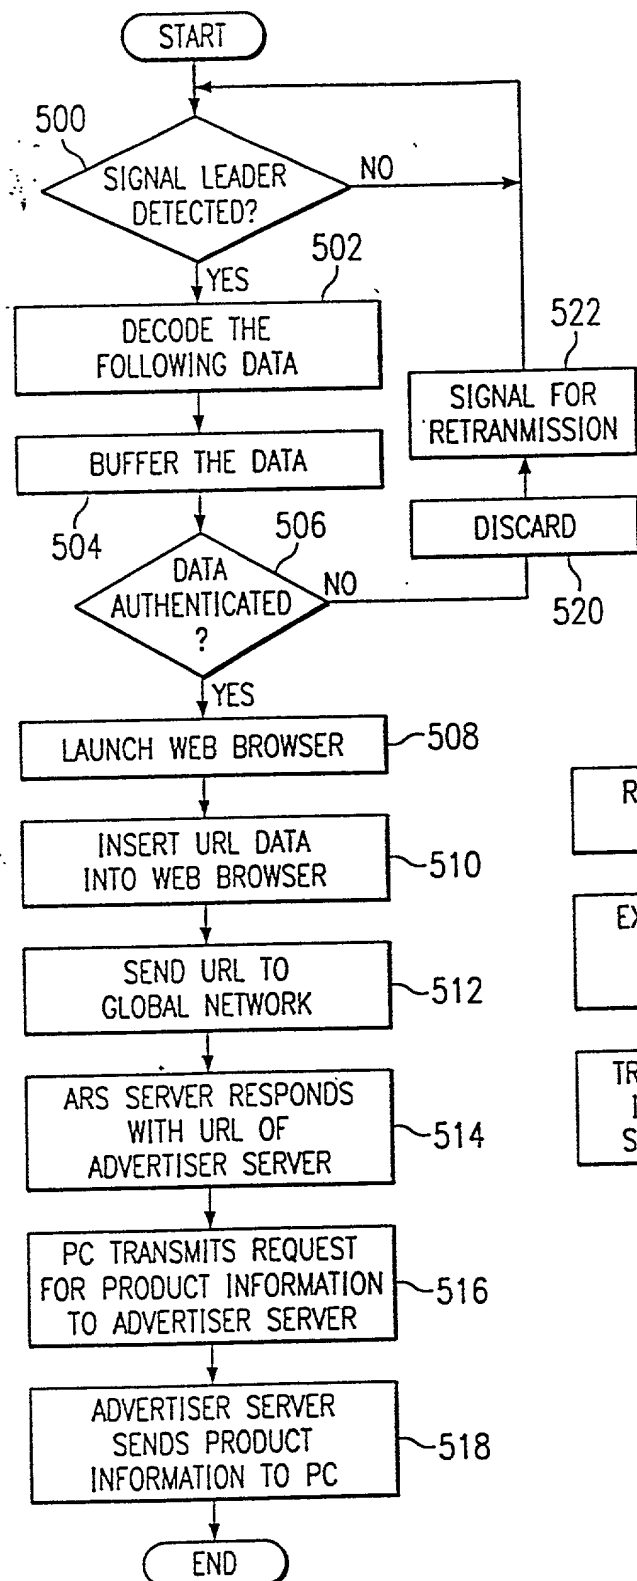 START
500
SIGNAL LEADER
DETECTED?
NO
YES
502
DECODE THE
FOLLOWING DATA
522
SIGNAL FOR
RETRANMISSION
BUFFER THE DATA
504
506
DISCARD
520
DATA
AUTHENTICATED
?
NO
YES
LAUNCH WEB BROWSER
508
INSERT URL DATA
INTO WEB BROWSER
510
SEND URL TO
GLOBAL NETWORK
512
ARS SERVER RESPONDS
WITH URL OF
ADVERTISER SERVER
514
PC TRANSMITS REQUEST
FOR PRODUCT INFORMATION
TO ADVERTISER SERVER
516
ADVERTISER SERVER
SENDS PRODUCT
INFORMATION TO PC
518
END
R
EX
TR
I
S